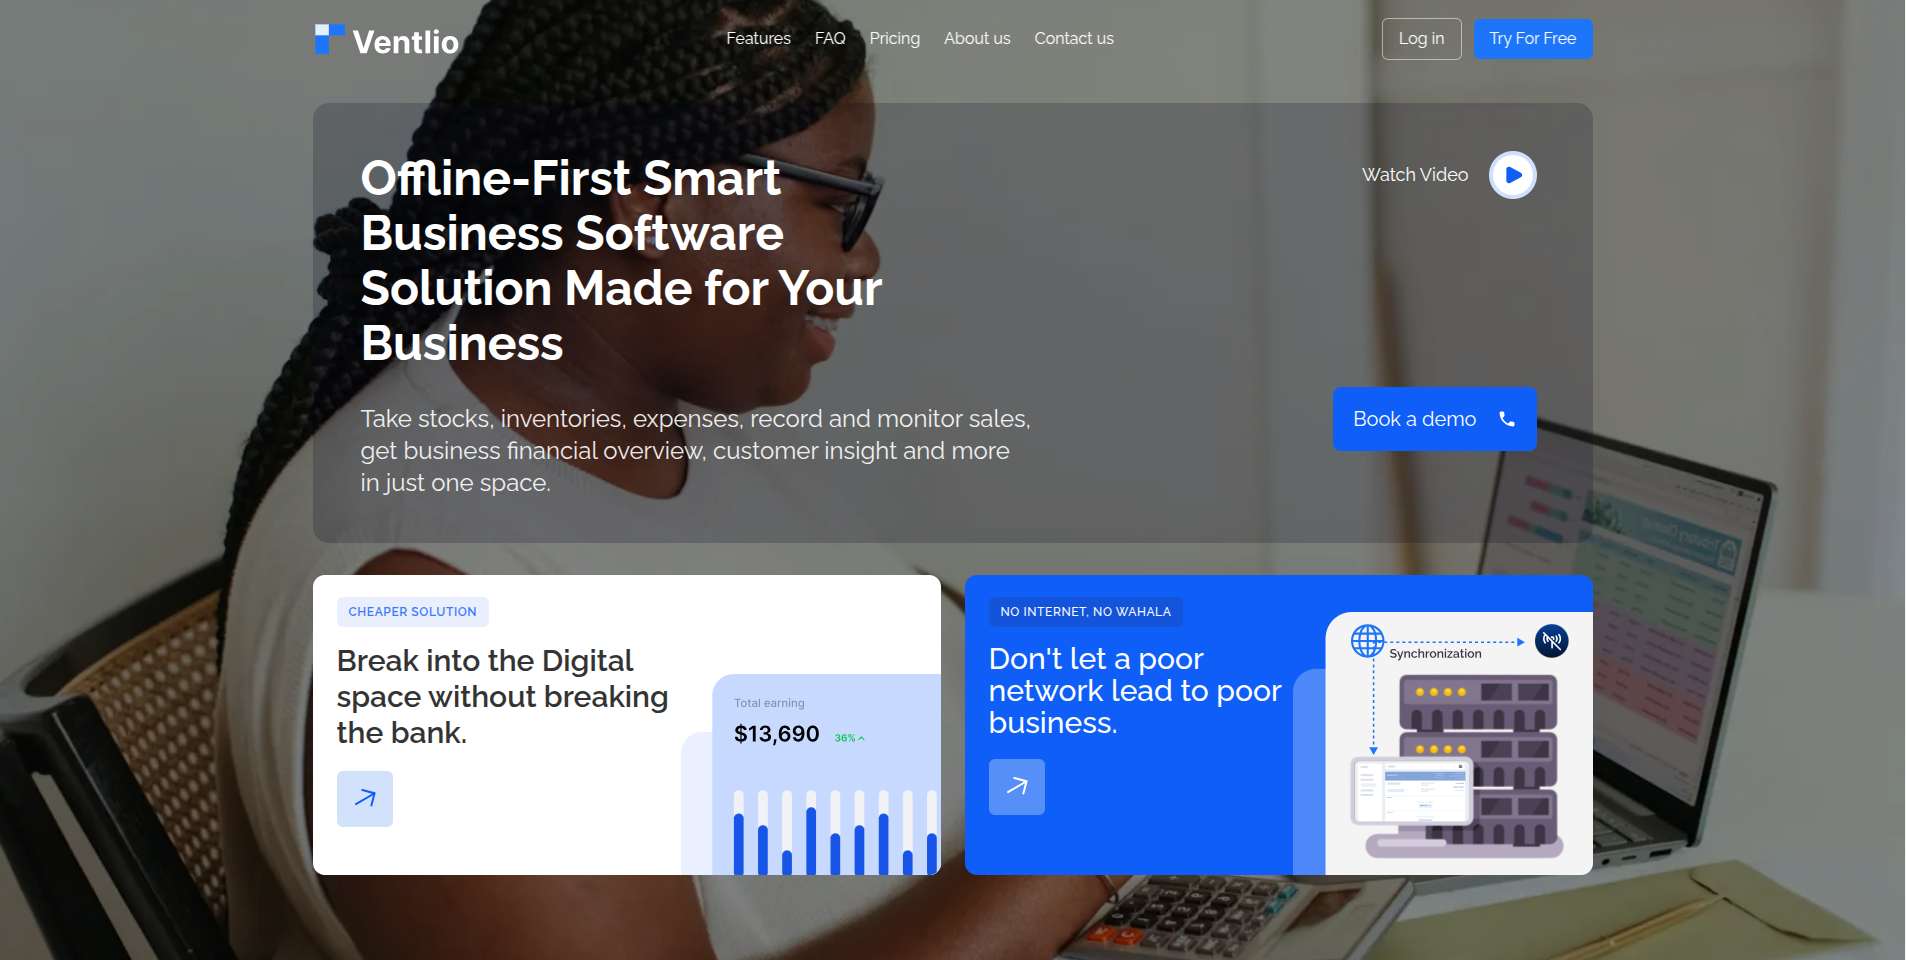 Ventlio
Features FAQ Pricing About us Contact us
Log in Try For Free
Offline-First Smart
Business Software
Solution Made for Your
Business
Watch Video
Take stocks, inventories, expenses, record and monitor sales,
get business financial overview, customer insight and more
in just one space.
Book a demo
CHEAPER SOLUTION
Break into the Digital
space without breaking
the bank.
Total earning
$13,690 36%
NO INTERNET, NO WAHALA
Don't let a poor
network lead to poor
business.
Synchronization